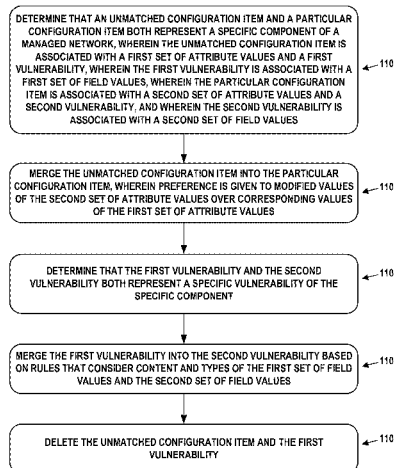 DETERMINE THAT AN UNMATCHED CONFIGURATION ITEM AND A PARTICULAR
CONFIGURATION ITEM BOTH REPRESENT A SPECIFIC COMPONENT OF A
MANAGED NETWORK, WHEREIN THE UNMATCHED CONFIGURATION ITEM IS
ASSOCIATED WITH A FIRST SET OF ATTRIBUTE VALUES AND A FIRST
VULNERABILITY, WHEREIN THE FIRST VULNERABILITY IS ASSOCIATED WITH A
FIRST SET OF FIELD VALUES, WHEREIN THE PARTICULAR CONFIGURATION
ITEM IS ASSOCIATED WITH A SECOND SET OF ATTRIBUTE VALUES AND A
SECOND VULNERABILITY, AND WHEREIN THE SECOND VULNERABILITY IS
ASSOCIATED WITH A SECOND SET OF FIELD VALUES
110
MERGE THE UNMATCHED CONFIGURATION ITEM INTO THE PARTICULAR
CONFIGURATION ITEM, WHEREIN PREFERENCE IS GIVEN TO MODIFIED VALUES
OF THE SECOND SET OF ATTRIBUTE VALUES OVER CORRESPONDING VALUES
OF THE FIRST SET OF ATTRIBUTE VALUES
110
DETERMINE THAT THE FIRST VULNERABILITY AND THE SECOND
VULNERABILITY BOTH REPRESENT A SPECIFIC VULNERABILITY OF THE
SPECIFIC COMPONENT
110
MERGE THE FIRST VULNERABILITY INTO THE SECOND VULNERABILITY BASED
ON RULES THAT CONSIDER CONTENT AND TYPES OF THE FIRST SET OF FIELD
VALUES AND THE SECOND SET OF FIELD VALUES
110
DELETE THE UNMATCHED CONFIGURATION ITEM AND THE FIRST
VULNERABILITY
110